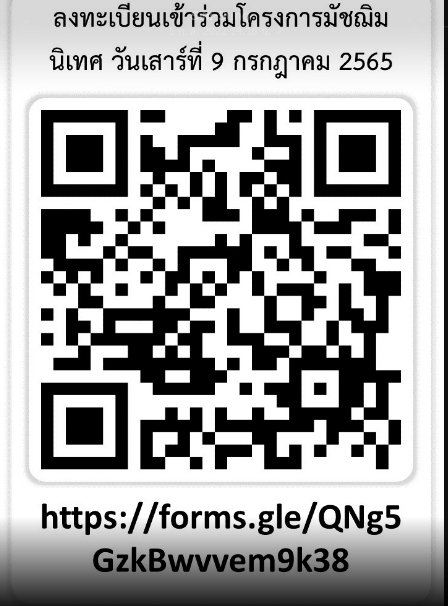 ลงทะเบียนเข้าร่วมโครงการมัชฌิม
นิเทศ วันเสาร์ที่ 9 กรกฎาคม 2565
https://forms.gle/QNg5
GzkBwvvem9k38